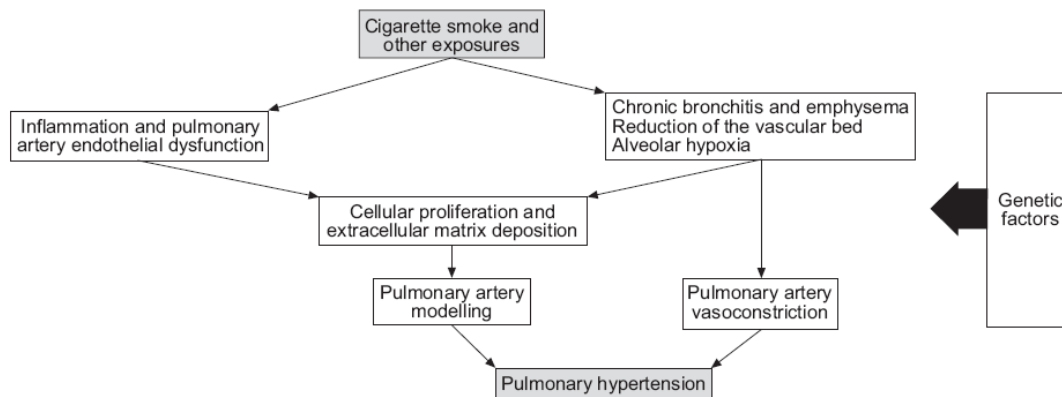 Cigarette smoke and
other exposures
Inflammation and pulmonary
artery endothelial dysfunction
Chronic bronchitis and emphysema
Reduction of the vascular bed
Alveolar hypoxia
Genetic
factors
Cellular proliferation and
extracellular matrix deposition
Pulmonary artery
modelling
Pulmonary artery
vasoconstriction
Pulmonary hypertension